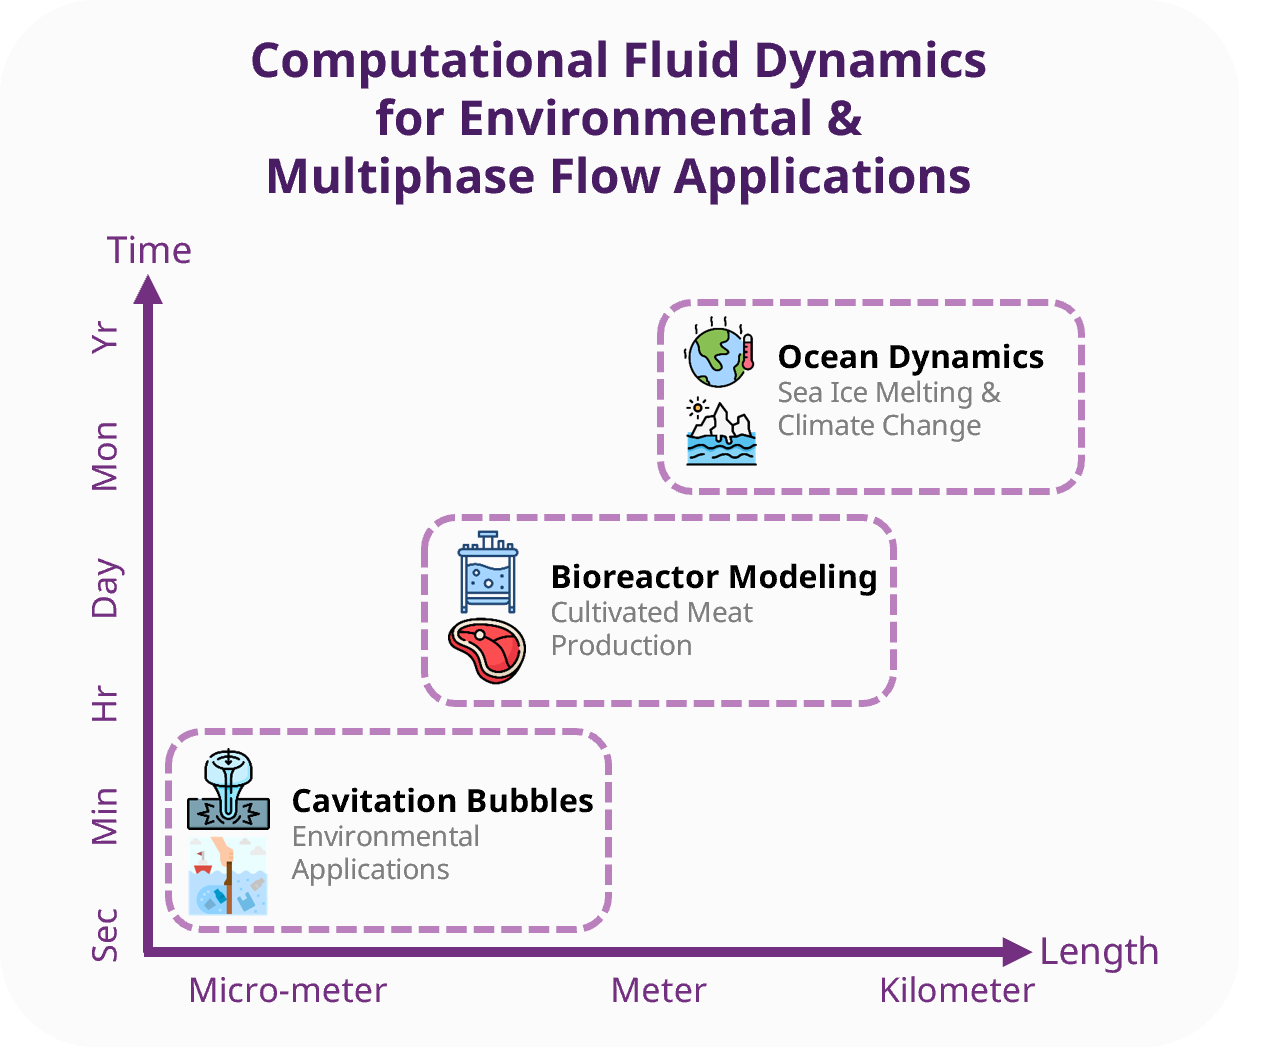 Computational Fluid Dynamics
for Environmental &
Multiphase Flow Applications
Time
Yr
Mon
Day
Hr
Min
Sec
Ocean Dynamics
Sea Ice Melting &
Climate Change
Bioreactor Modeling
Cultivated Meat
Production
Cavitation Bubbles
Environmental
Applications
Length
Micro-meter
Meter
Kilometer